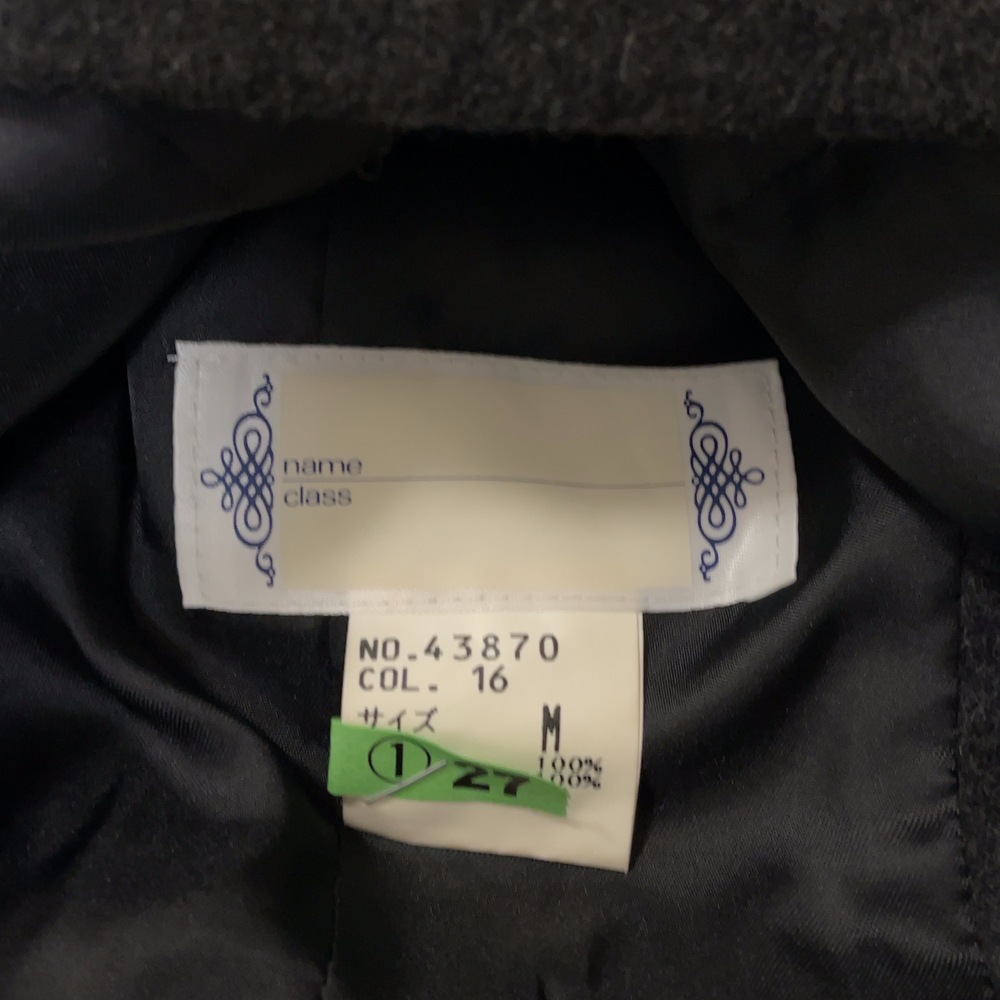 name
class
NO.43870
COL. 16
サイズ M
① 27
100%
100%